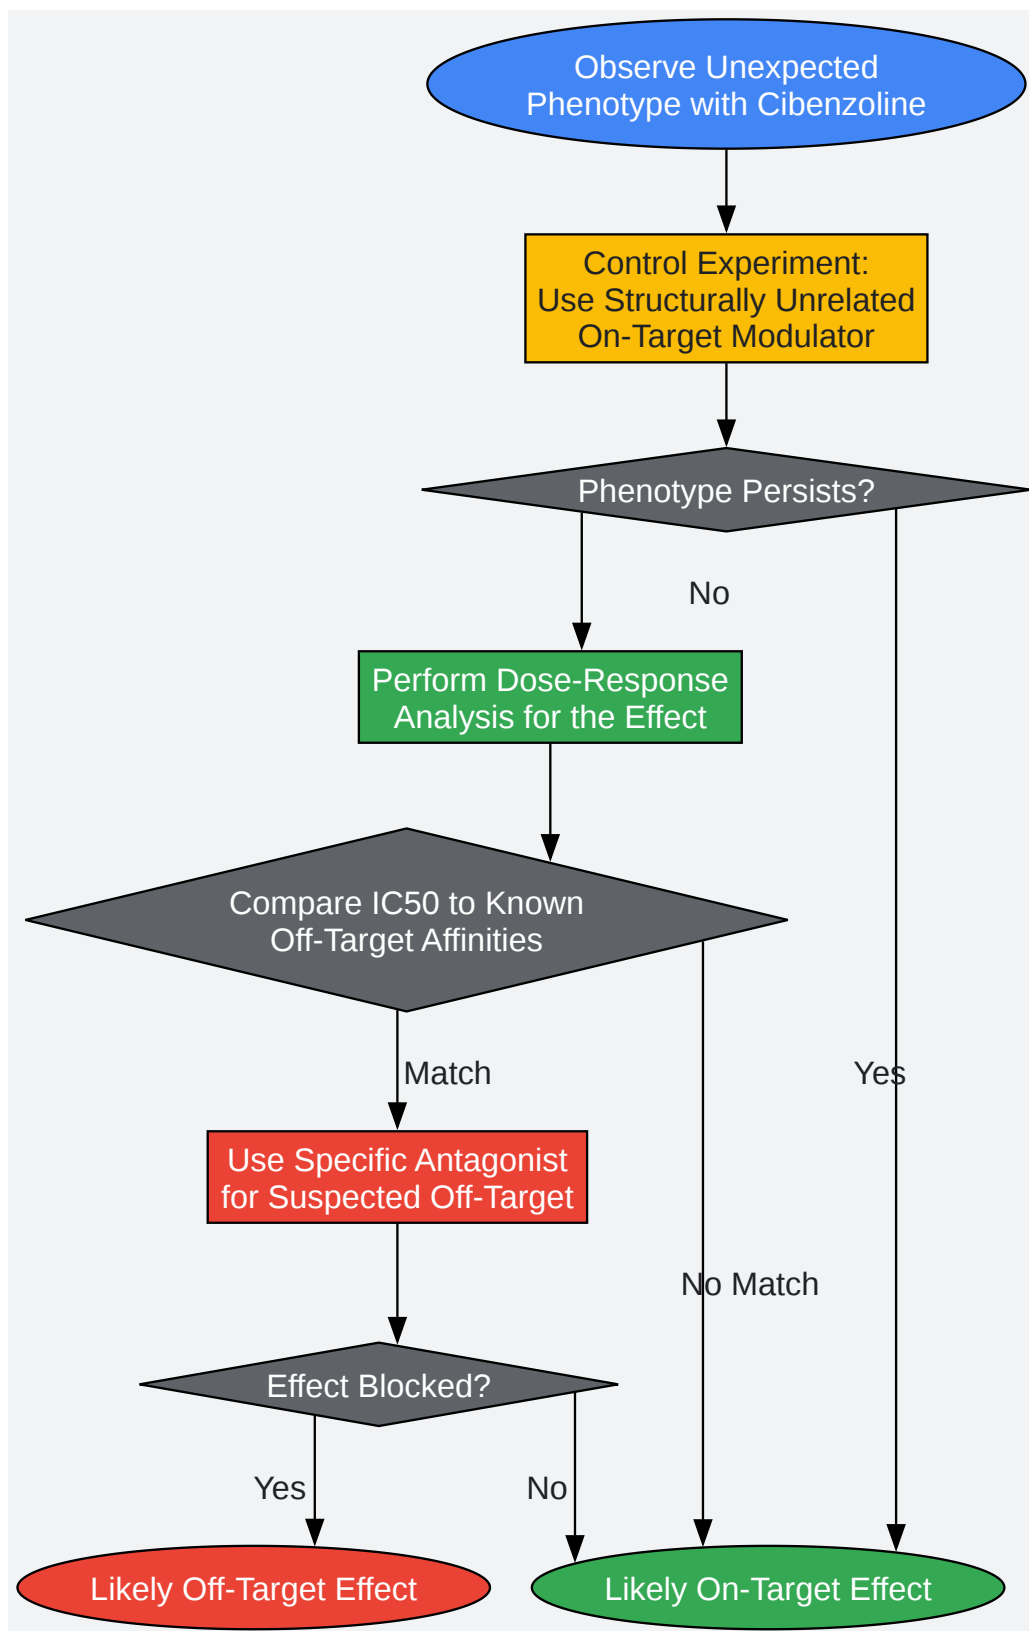 Observe Unexpected
Phenotype with Cibenzoline
Control Experiment:
Use Structurally Unrelated
On-Target Modulator
Phenotype Persists?
No
Perform Dose-Response
Analysis for the Effect
Compare IC50 to Known
Off-Target Affinities
Match
Yes
Use Specific Antagonist
for Suspected Off-Target
No Match
Effect Blocked?
Yes
No
Likely Off-Target Effect
Likely On-Target Effect